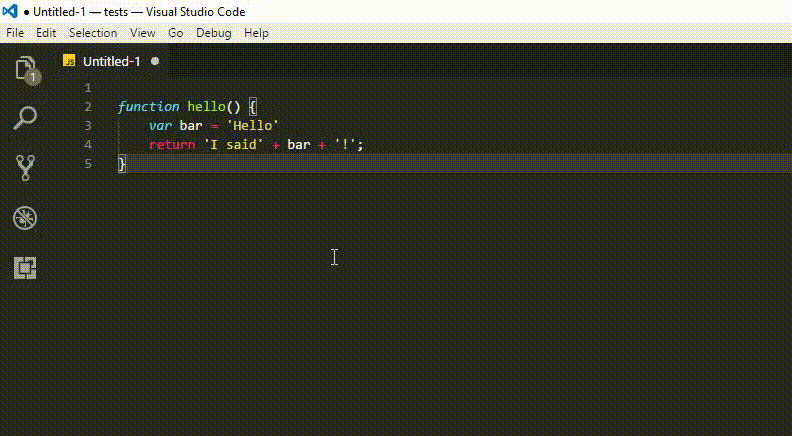 ● Untitled-1 — tests — Visual Studio Code
File Edit Selection View Go Debug Help
JS Untitled-1 ●
1
1
2 function hello() {
3     var bar = 'Hello'
4     return 'I said' + bar + '!';
5 }